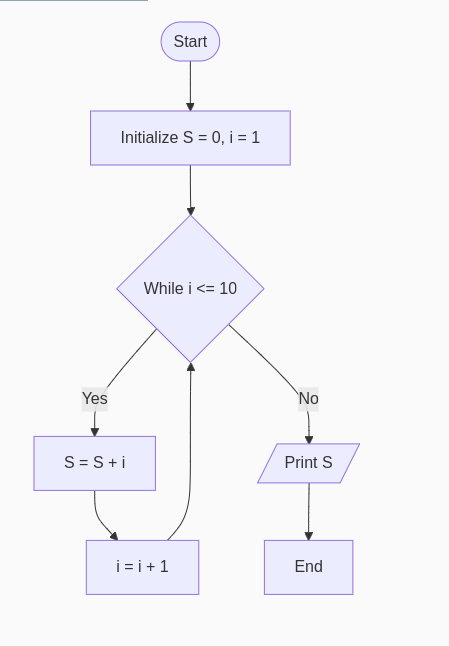 Start
Initialize S = 0, i = 1
While i <= 10
Yes
No
S = S + i
Print S
i = i + 1
End